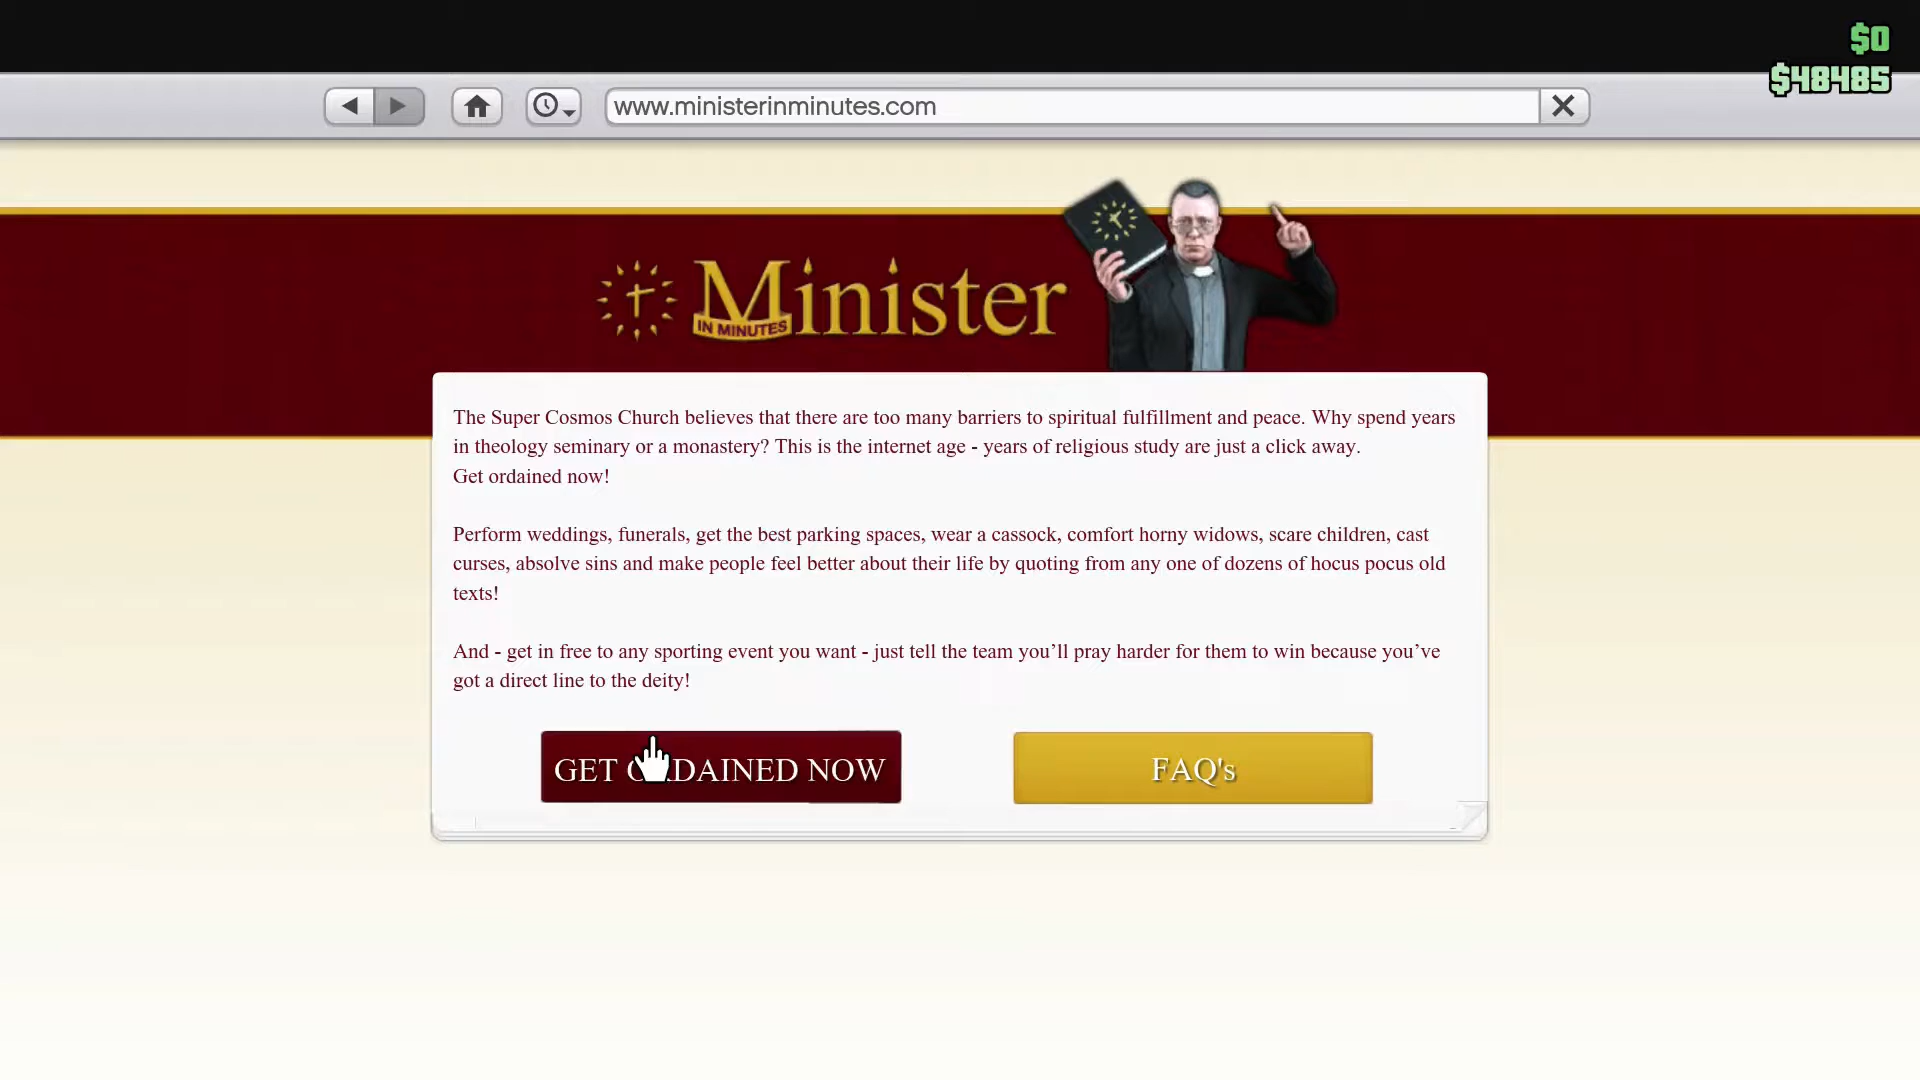 $0
$48485
www.ministerinminutes.com
Minister
IN MINUTES
The Super Cosmos Church believes that there are too many barriers to spiritual fulfillment and peace. Why spend years
in theology seminary or a monastery? This is the internet age - years of religious study are just a click away.
Get ordained now!
Perform weddings, funerals, get the best parking spaces, wear a cassock, comfort horny widows, scare children, cast
curses, absolve sins and make people feel better about their life by quoting from any one of dozens of hocus pocus old
texts!
And - get in free to any sporting event you want - just tell the team you’ll pray harder for them to win because you’ve
got a direct line to the deity!
GET ORDAINED NOW
FAQ's